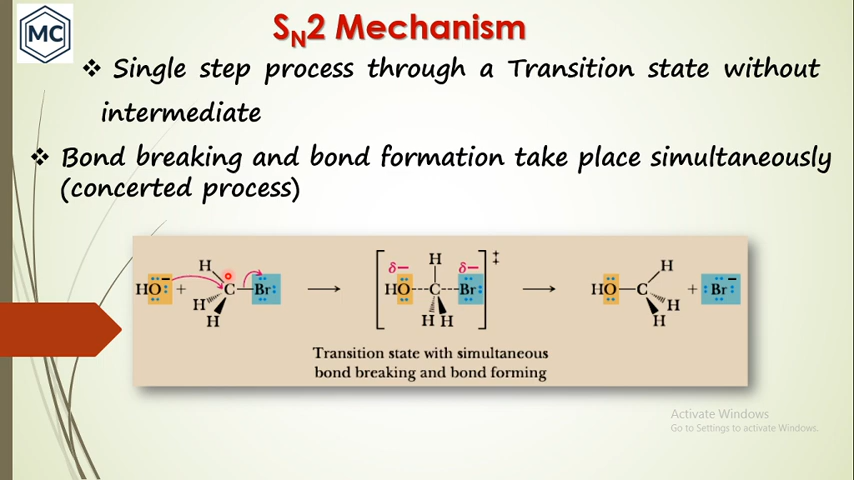 MC
SN2 Mechanism
❖ Single step process through a Transition state without
intermediate
❖ Bond breaking and bond formation take place simultaneously
(concerted process)
H H H
δ− δ− ‡
HO:− + C—Br HO---C---Br HO—C + Br−
H H H H
H H H
Transition state with simultaneous
bond breaking and bond forming
Activate Windows
Go to Settings to activate Windows.